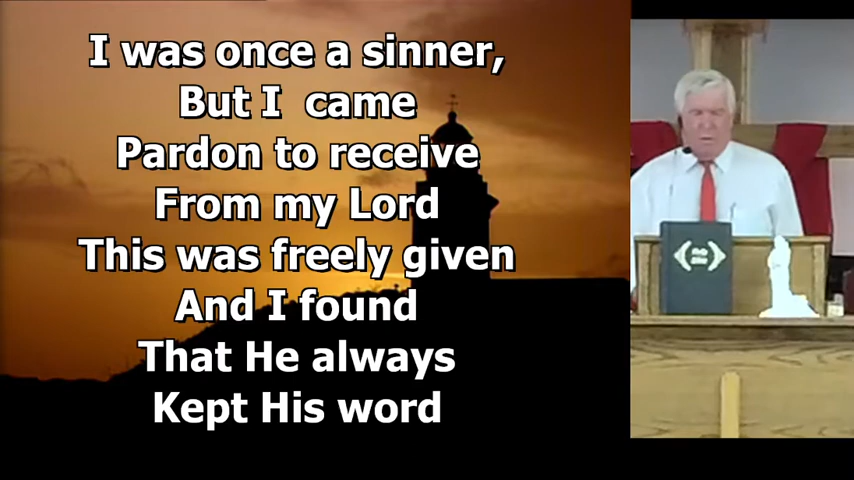 I was once a sinner,
But I came
Pardon to receive
From my Lord
This was freely given
And I found
That He always
Kept His word